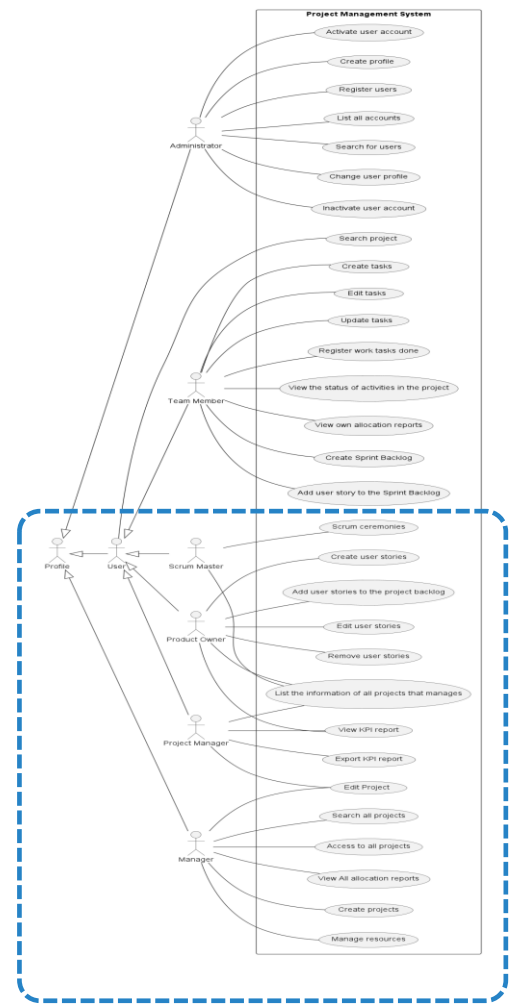 Project Management System
Activate user account
Create profile
Register users
List all accounts
Administrator
Search for users
Change user profile
Inactivate user account
Search project
Create tasks
Edit tasks
Update tasks
Register work tasks done
View the status of activities in the project
Team Member
View own allocation reports
Create Sprint Backlog
Add user story to the Sprint Backlog
Scrum ceremonies
Create user stories
Profile
User
Scrum Master
Add user stories to the project backlog
Edit user stories
Product Owner
Remove user stories
List the information of all projects that manages
View KPI report
Project Manager
Export KPI report
Edit Project
Search all projects
Access to all projects
Manager
View All allocation reports
Create projects
Manage resources